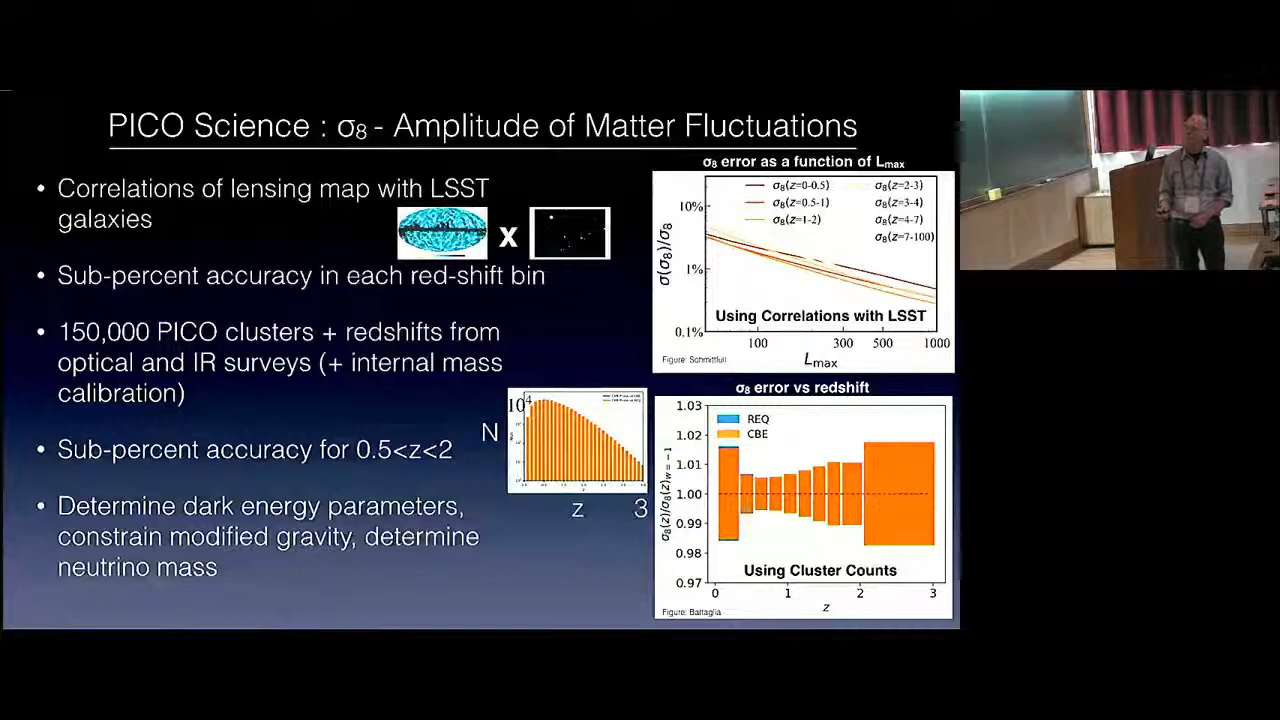 PICO Science : σ8 - Amplitude of Matter Fluctuations
• Correlations of lensing map with LSST
galaxies
x
• Sub-percent accuracy in each red-shift bin
• 150,000 PICO clusters + redshifts from
optical and IR surveys (+ internal mass
calibration)
• Sub-percent accuracy for 0.5<z<2
• Determine dark energy parameters,
constrain modified gravity, determine
neutrino mass
10⁴
N
z
3
σ8 error as a function of Lmax
σ8(z=0-0.5)
σ8(z=0.5-1)
σ8(z=1-2)
σ8(z=2-3)
σ8(z=3-4)
σ8(z=4-7)
σ8(z=7-100)
σ(σ8)/σ8
10%
1%
0.1%
Using Correlations with LSST
100 300 500 1000
Figure: Schmittfull
Lmax
σ8 error vs redshift
σ8(z)/σ8(z)w=−1
1.03
1.02
1.01
1.00
0.99
0.98
0.97
REQ
CBE
Using Cluster Counts
0 1 2 3
Figure: Battaglia
z